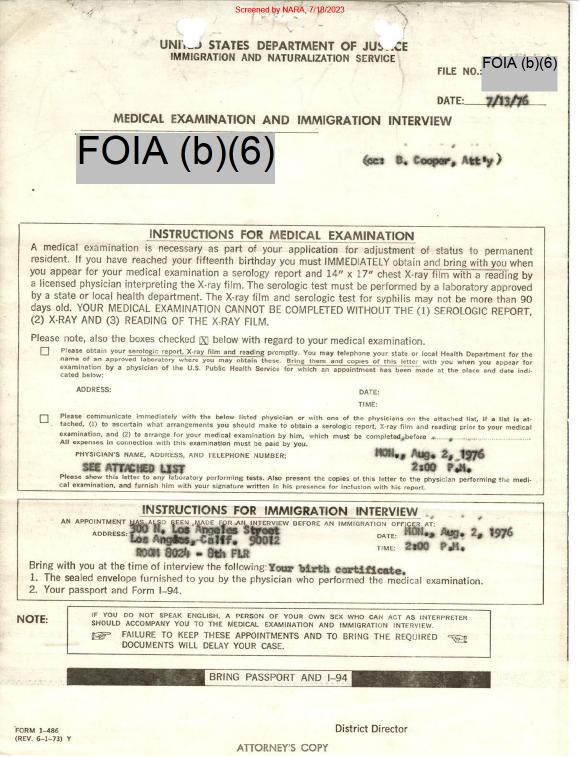 Screened by NARA, 7/18/2023
UNITED STATES DEPARTMENT OF JUSTICE
IMMIGRATION AND NATURALIZATION SERVICE
FILE NO.: FOIA (b)(6)
DATE: 7/13/76
MEDICAL EXAMINATION AND IMMIGRATION INTERVIEW
FOIA (b)(6)
(cc: B. Cooper, Att'y)
INSTRUCTIONS FOR MEDICAL EXAMINATION
A medical examination is necessary as part of your application for adjustment of status to permanent
resident. If you have reached your fifteenth birthday you must IMMEDIATELY obtain and bring with you when
you appear for your medical examination a serology report and 14" x 17" chest X-ray film with a reading by
a licensed physician interpreting the X-ray film. The serologic test must be performed by a laboratory approved
by a state or local health department. The X-ray film and serologic test for syphilis may not be more than 90
days old. YOUR MEDICAL EXAMINATION CANNOT BE COMPLETED WITHOUT THE (1) SEROLOGIC REPORT,
(2) X-RAY AND (3) READING OF THE X-RAY FILM.
Please note, also the boxes checked X below with regard to your medical examination.
Please obtain your serologic report, X-ray film and reading promptly. You may telephone your state or local Health Department for the
name of an approved laboratory where you may obtain these. Bring them and copies of this letter with you when you appear for
examination by a physician of the U.S. Public Health Service for which an appointment has been made at the place and date indi-
cated below:
ADDRESS: DATE:
TIME:
Please communicate immediately with the below listed physician or with one of the physicians on the attached list, if a list is at-
tached, (1) to ascertain what arrangements you should make to obtain a serologic report, X-ray film and reading prior to your medical
examination, and (2) to arrange for your medical examination by him, which must be completed before
All expenses in connection with this examination must be paid by you.
PHYSICIAN'S NAME, ADDRESS, AND TELEPHONE NUMBER: MON., Aug. 2, 1976
SEE ATTACHED LIST 2:00 P.M.
Please show this letter to any laboratory performing tests. Also present the copies of this letter to the physician performing the medi-
cal examination, and furnish him with your signature written in his presence for inclusion with his report.
INSTRUCTIONS FOR IMMIGRATION INTERVIEW
AN APPOINTMENT HAS ALSO BEEN MADE FOR AN INTERVIEW BEFORE AN IMMIGRATION OFFICER AT:
ADDRESS: 300 N. Los Angeles Street DATE: MON., Aug. 2, 1976
Los Angeles, Calif. 90012 TIME: 2:00 P.M.
ROOM 8024 - 8th FLR
Bring with you at the time of interview the following: Your birth certificate.
1. The sealed envelope furnished to you by the physician who performed the medical examination.
2. Your passport and Form I-94.
NOTE: IF YOU DO NOT SPEAK ENGLISH, A PERSON OF YOUR OWN SEX WHO CAN ACT AS INTERPRETER
SHOULD ACCOMPANY YOU TO THE MEDICAL EXAMINATION AND IMMIGRATION INTERVIEW.
FAILURE TO KEEP THESE APPOINTMENTS AND TO BRING THE REQUIRED
DOCUMENTS WILL DELAY YOUR CASE.
BRING PASSPORT AND I-94
FORM I-486
(REV. 6-1-73) Y
District Director
ATTORNEY'S COPY